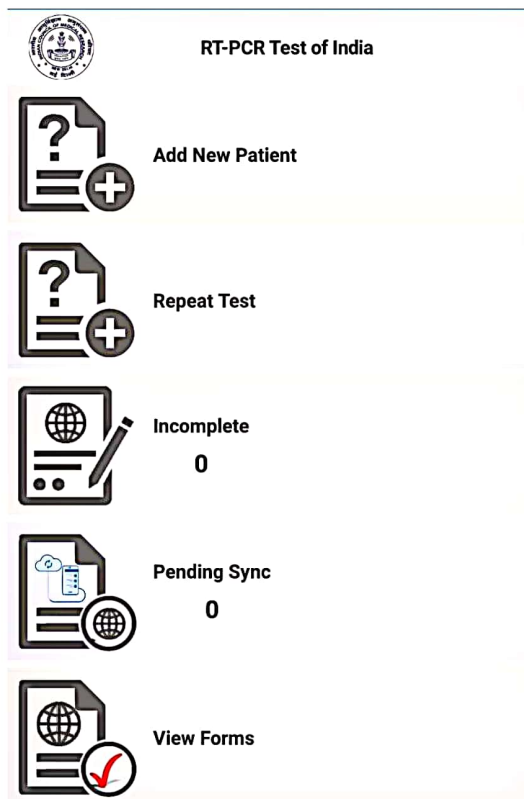 RT-PCR Test of India
?
Add New Patient
?
Repeat Test
Incomplete
0
Pending Sync
0
View Forms